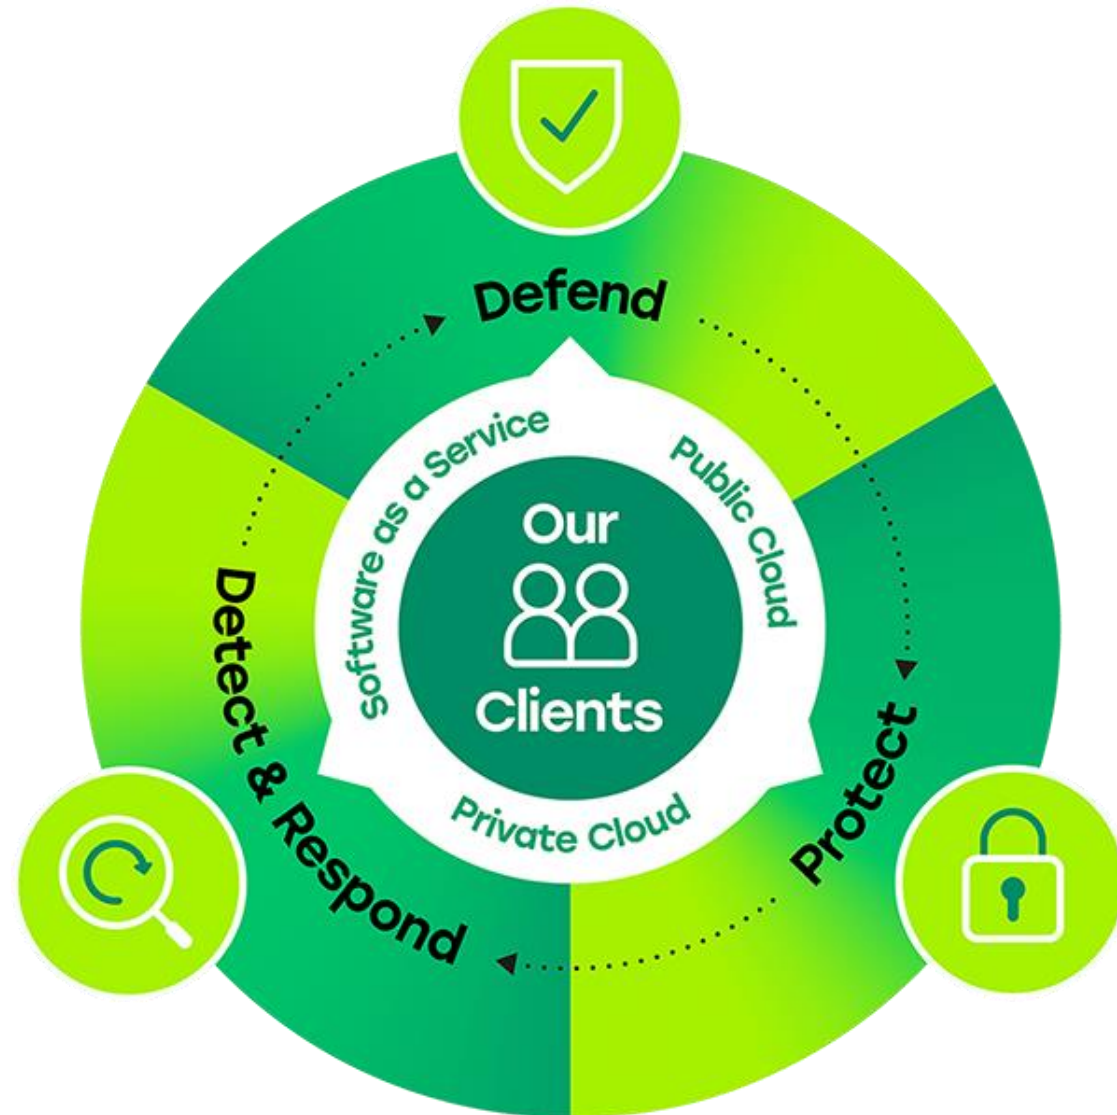 Defend
Protect
Detect & Respond
Software as a Service
Public Cloud
Private Cloud
Our
Clients